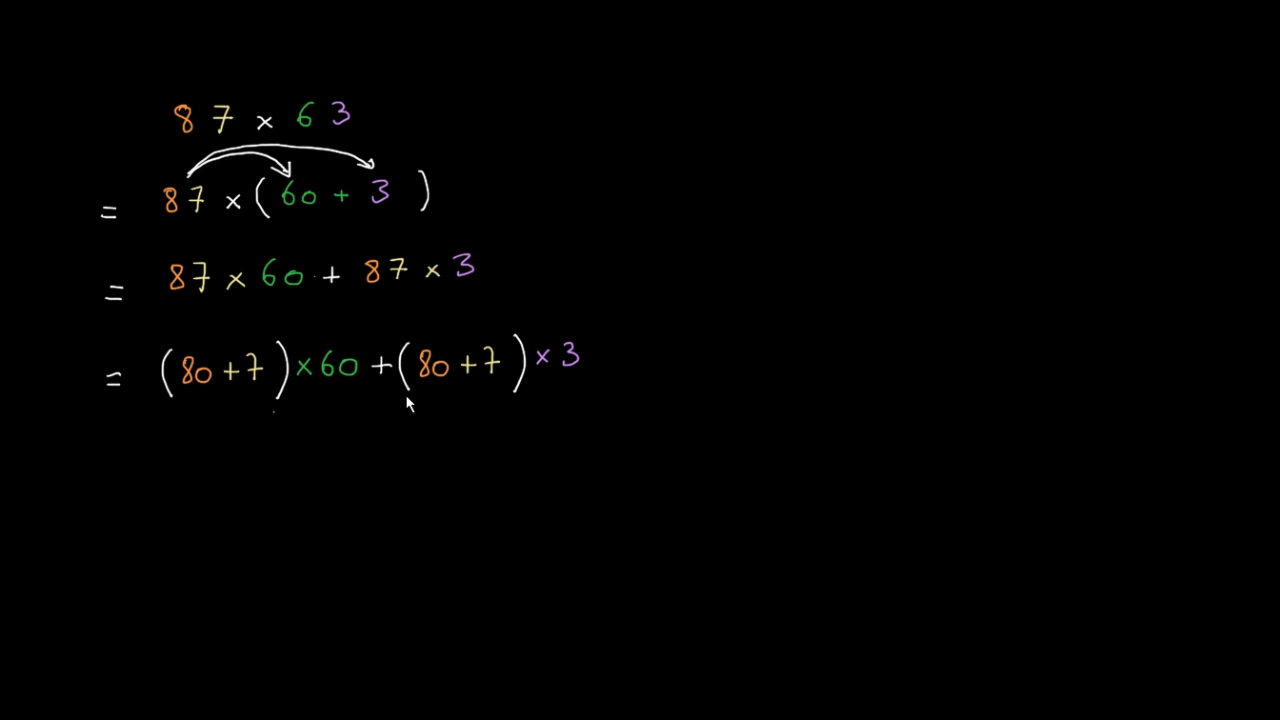 87 × 63
= 87 × (60 + 3)
= 87 × 60 + 87 × 3
= (80 + 7) × 60 + (80 + 7) × 3